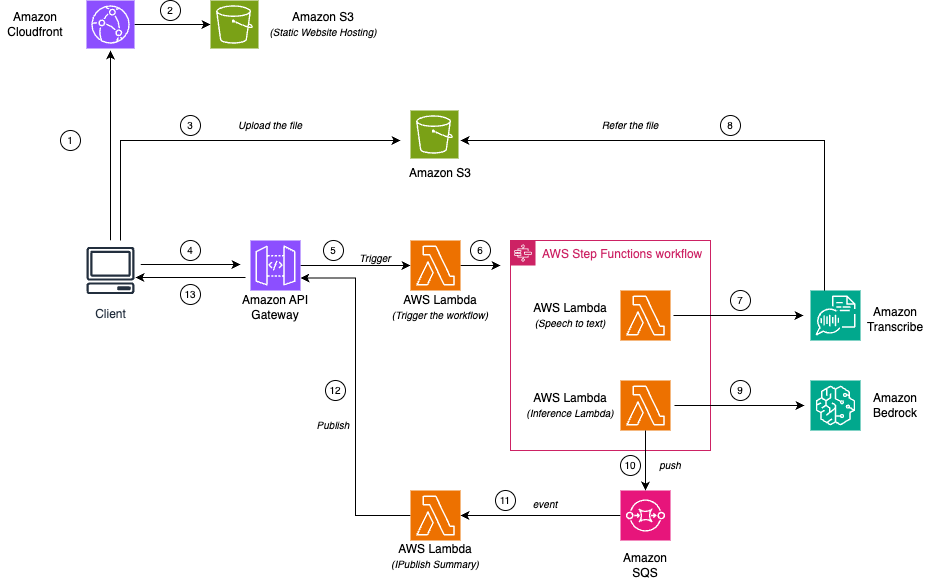 Amazon
Cloudfront
2
Amazon S3
(Static Website Hosting)
1
3
Upload the file
Refer the file
8
Amazon S3
4
5
Trigger
6
AWS Step Functions workflow
13
Client
Amazon API
Gateway
AWS Lambda
(Trigger the workflow)
AWS Lambda
(Speech to text)
7
Amazon
Transcribe
12
Publish
AWS Lambda
(Inference Lambda)
9
Amazon
Bedrock
10
push
11
event
AWS Lambda
(IPublish Summary)
Amazon
SQS